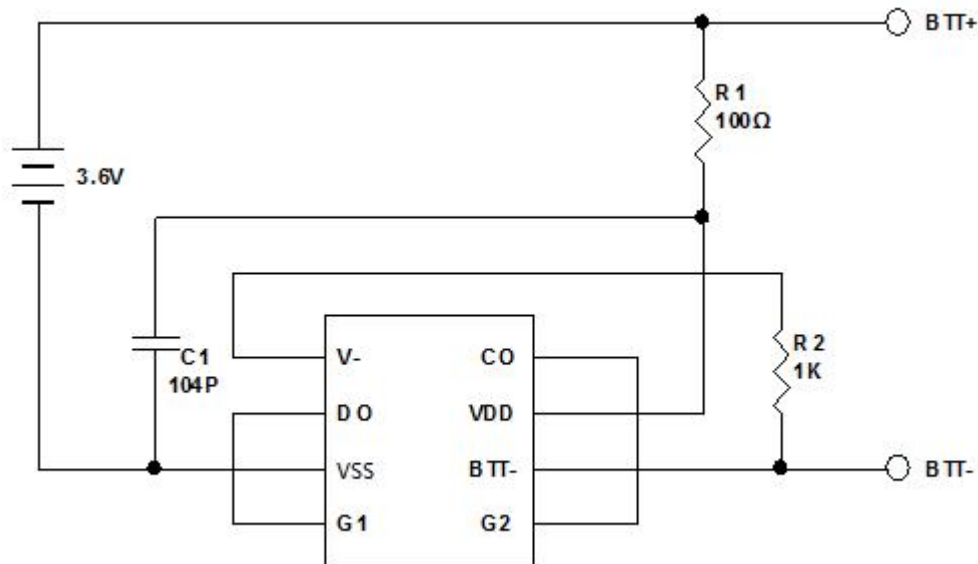 BTT+
R1
100Ω
3.6V
C1
104P
V-
CO
R2
1K
DO
VDD
VSS
BTT-
BTT-
G1
G2